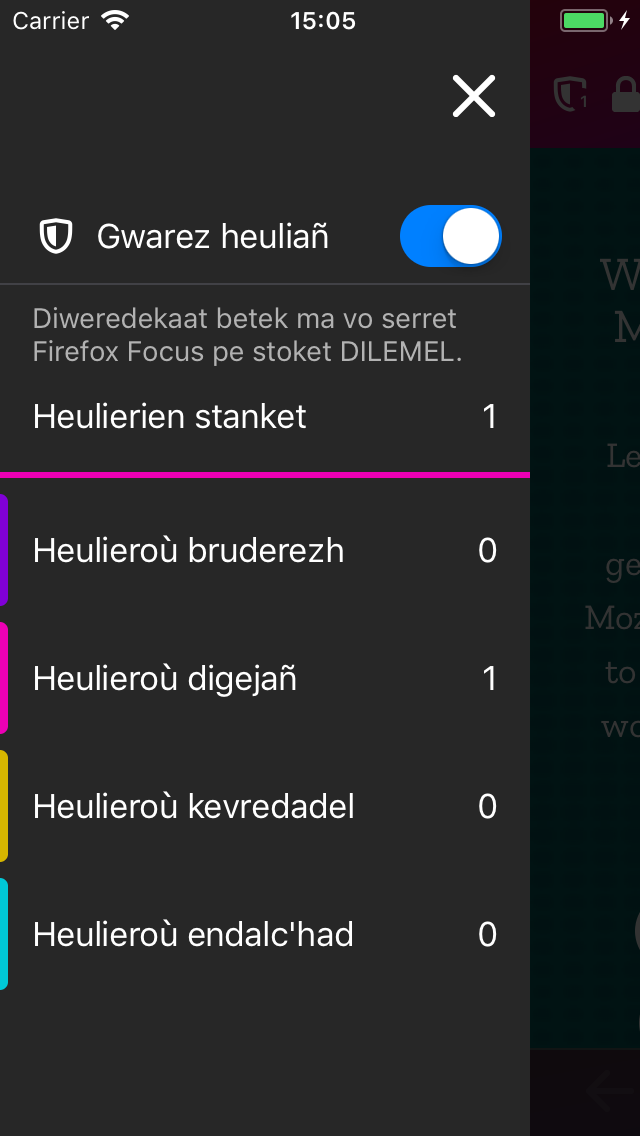 Carrier 15:05
1
Gwarez heuliañ
Diweredekaat betek ma vo serret
Firefox Focus pe stoket DILEMEL.
Heulierien stanket 1
Heulieroù bruderezh 0
Heulieroù digejañ 1
Heulieroù kevredadel 0
Heulieroù endalc'had 0
Le
ge
Moz
to
wo